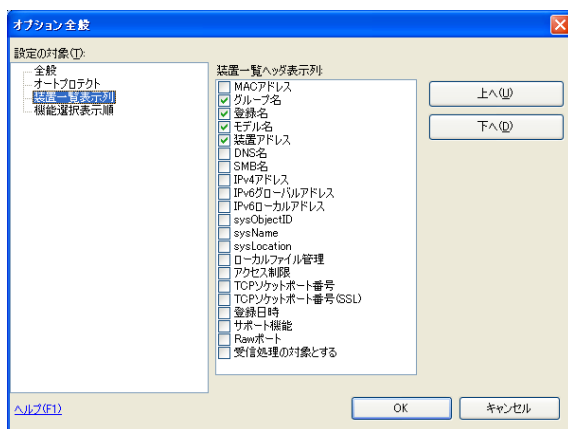 オプション全般
設定の対象(T):
全般
オートプロテクト
装置一覧表示列
機能選択表示順
装置一覧ヘッダ表示列:
MACアドレス
グループ名
登録名
モデル名
装置アドレス
DNS名
SMB名
IPv4アドレス
IPv6グローバルアドレス
IPv6ローカルアドレス
sysObjectID
sysName
sysLocation
ローカルファイル管理
アクセス制限
TCPソケットポート番号
TCPソケットポート番号(SSL)
登録日時
サポート機能
Rawポート
受信処理の対象とする
上へ(U)
下へ(D)
ヘルプ(F1)
OK
キャンセル